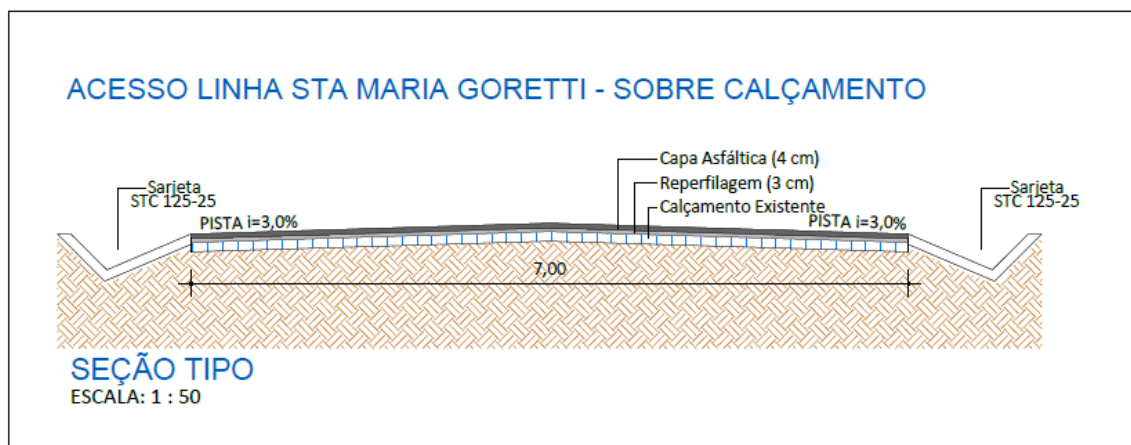 ACESSO LINHA STA MARIA GORETTI - SOBRE CALÇAMENTO
Capa Asfáltica (4 cm)
Reperfilagem (3 cm)
Calçamento Existente
Sarjeta
STC 125-25
Sarjeta
STC 125-25
PISTA i=3,0%
PISTA i=3,0%
7,00
SEÇÃO TIPO
ESCALA: 1 : 50